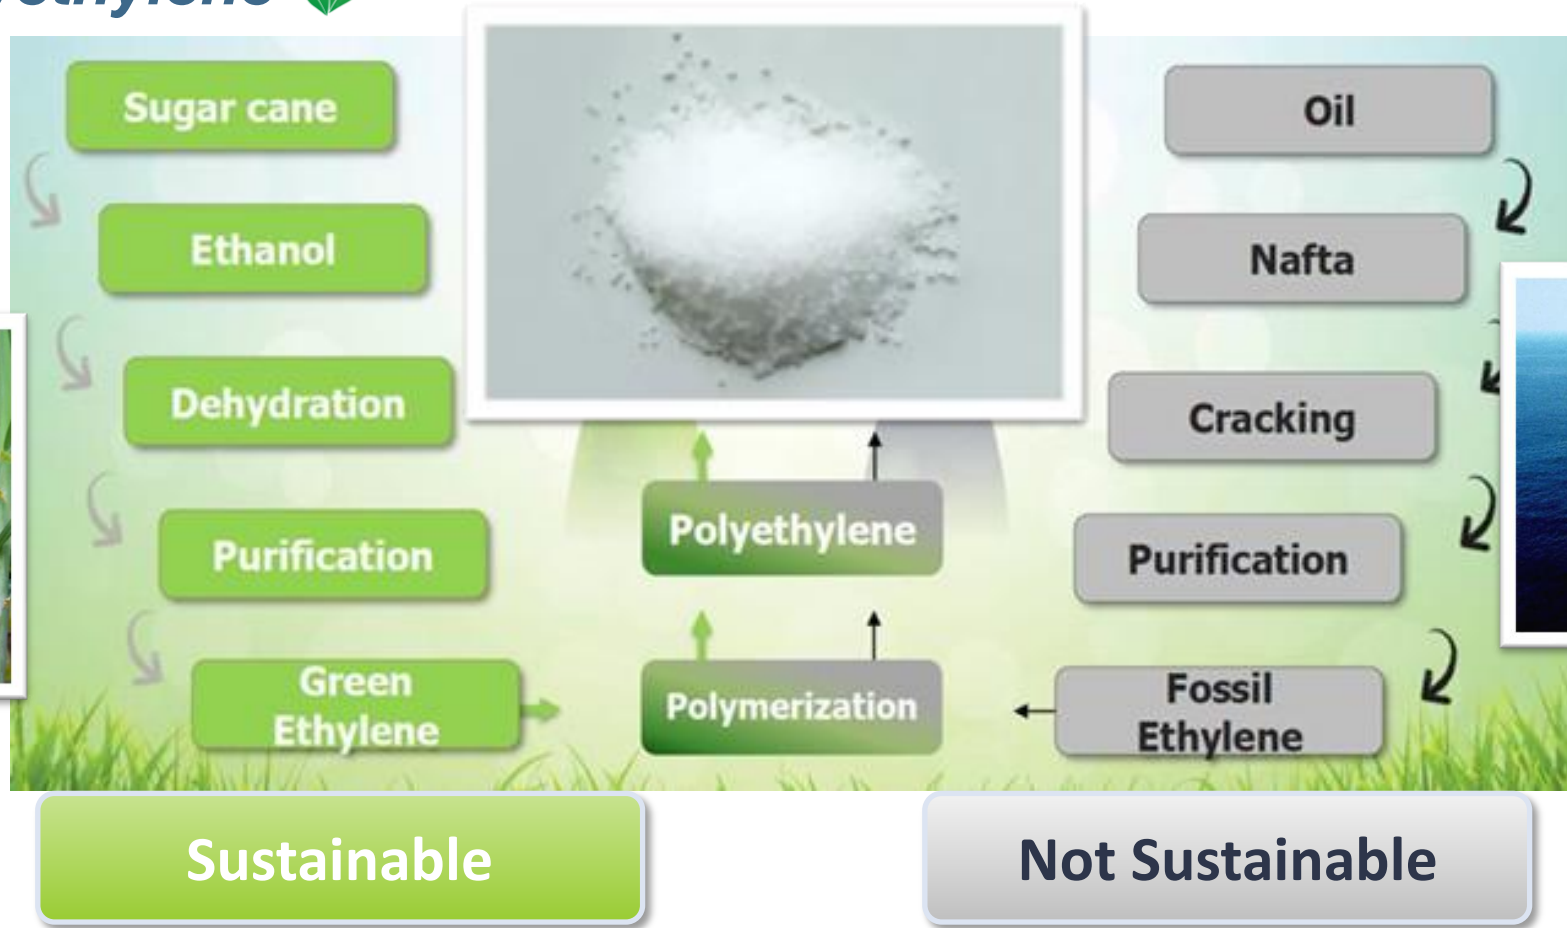 Sugar cane
Ethanol
Dehydration
Purification
Green
Ethylene
Polyethylene
Polymerization
Oil
Nafta
Cracking
Purification
Fossil
Ethylene
Sustainable
Not Sustainable